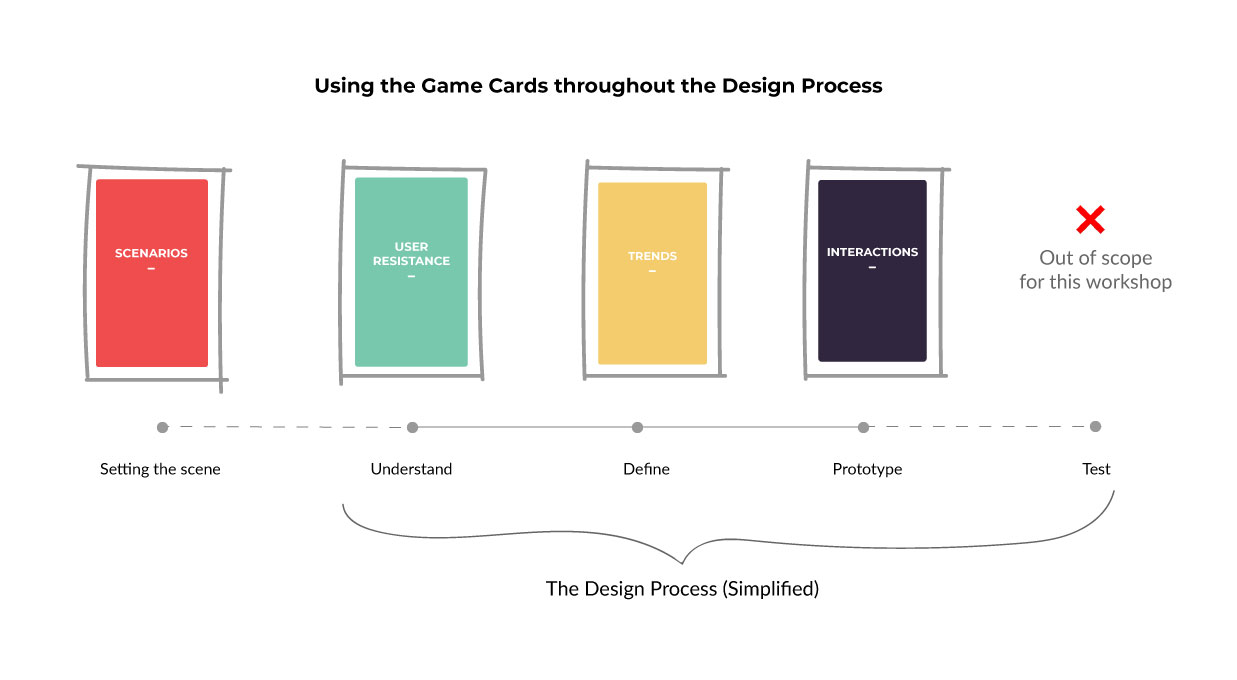 Using the Game Cards throughout the Design Process
SCENARIOS
–
USER
RESISTANCE
–
TRENDS
–
INTERACTIONS
–
Out of scope
for this workshop
Setting the scene
Understand
Define
Prototype
Test
The Design Process (Simplified)